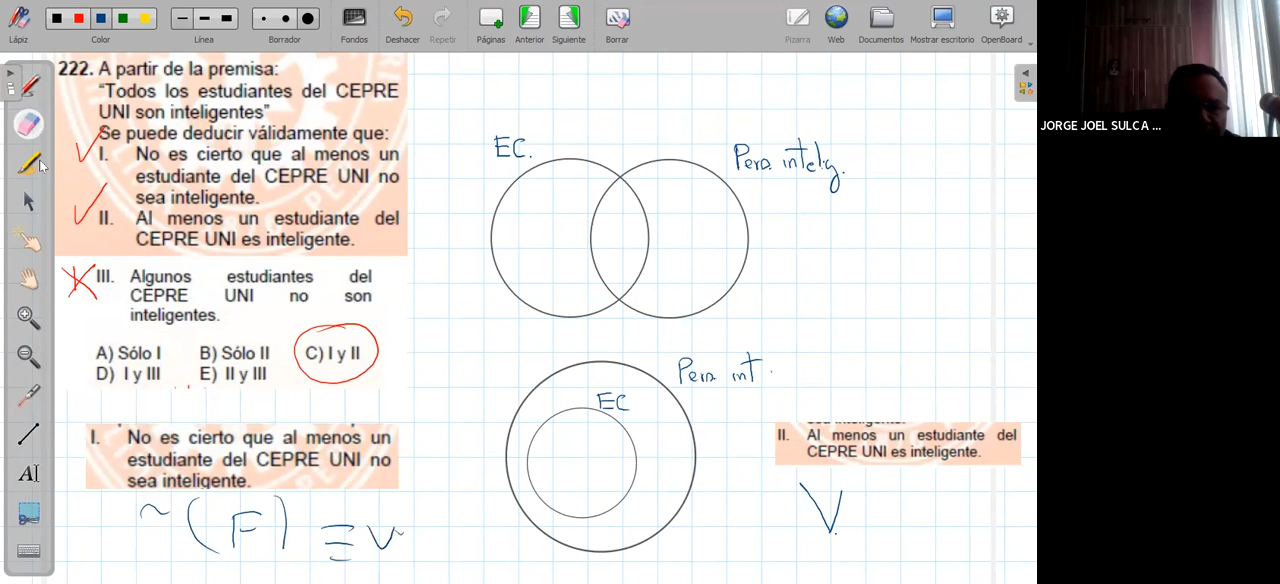 Lápiz
Color
Línea
Borrador
Fondos
Deshacer
Repetir
Páginas
Anterior
Siguiente
Borrar
Pizarra
Web
Documentos
Mostrar escritorio
OpenBoard
JORGE JOEL SULCA ...
222. A partir de la premisa:
"Todos los estudiantes del CEPRE
UNI son inteligentes"
Se puede deducir válidamente que:
I. No es cierto que al menos un
estudiante del CEPRE UNI no
sea inteligente.
II. Al menos un estudiante del
CEPRE UNI es inteligente.
III. Algunos estudiantes del
CEPRE UNI no son
inteligentes.
A) Sólo I B) Sólo II C) I y II
D) I y III E) II y III
I. No es cierto que al menos un
estudiante del CEPRE UNI no
sea inteligente.
~ ( F ) ≡ V
EC.
Pers. intelig.
Pers int.
EC
II. Al menos un estudiante del
CEPRE UNI es inteligente.
V.